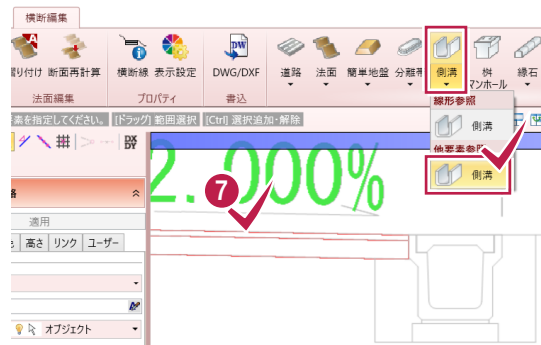 横断編集
断面再計算 横断線 表示設定 DWG/DXF 道路 法面 簡単地盤 分離帯 側溝 桝 マンホール 縁石
法面編集 プロパティ 書込
線形参照
側溝
他要素参照
側溝
素を指定してください。 [ドラッグ] 範囲選択 [Ctrl] 選択追加・解除
2.000%
7
適用
高さ リンク ユーザー
オブジェクト